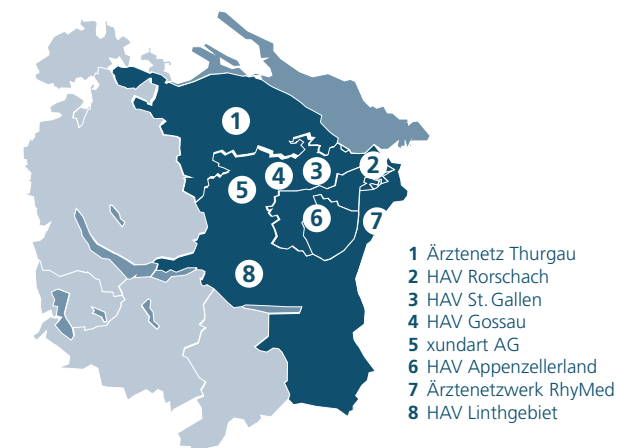 1
2
3
4
5
6
7
8
1 Ärztenetz Thurgau
2 HAV Rorschach
3 HAV St. Gallen
4 HAV Gossau
5 xundart AG
6 HAV Appenzellerland
7 Ärztenetzwerk RhyMed
8 HAV Linthgebiet